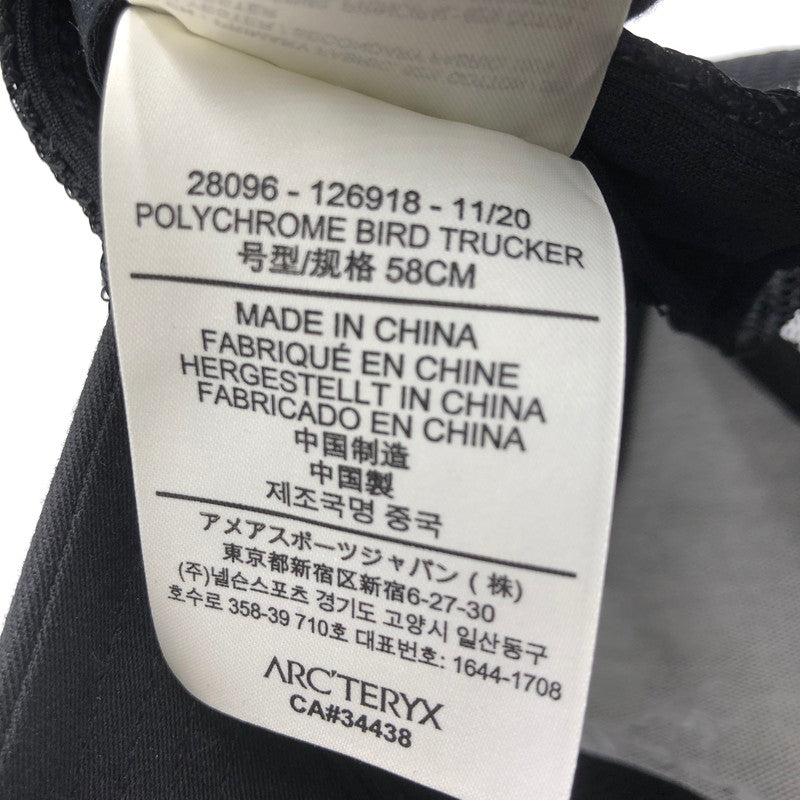 28096 - 126918 - 11/20
POLYCHROME BIRD TRUCKER
号型/规格 58CM
MADE IN CHINA
FABRIQUÉ EN CHINE
HERGESTELLT IN CHINA
FABRICADO EN CHINA
中国制造
中国製
제조국명 중국
アメアスポーツジャパン ( 株)
東京都新宿区新宿6-27-30
(주)넬슨스포츠 경기도 고양시 일산동구
호수로 358-39 710호 대표번호: 1644-1708
ARC'TERYX
CA#34438